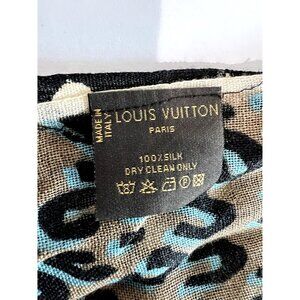 MADE IN
ITALY
LOUIS VUITTON
PARIS
100% SILK
DRY CLEAN ONLY